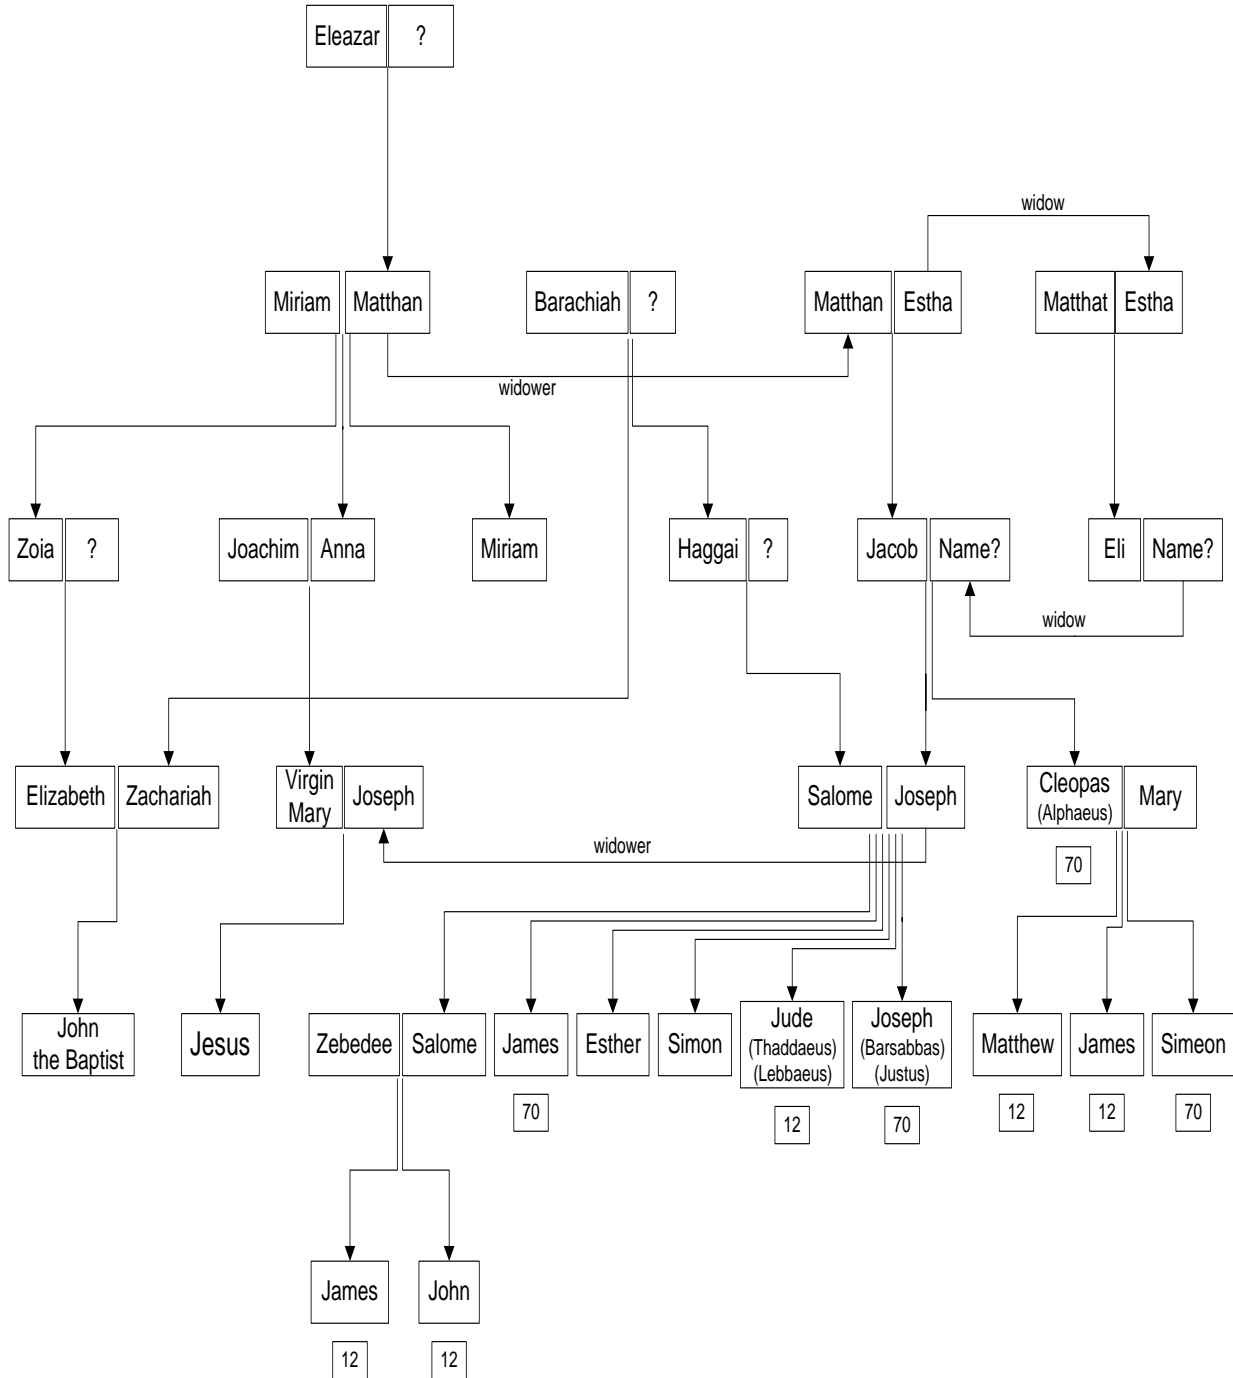 Eleazar
?
widow
Miriam
Matthan
Barachiah
?
Matthan
Estha
Matthat
Estha
widower
Zoia
?
Joachim
Anna
Miriam
Haggai
?
Jacob
Name?
Eli
Name?
widow
Elizabeth
Zachariah
Virgin
Mary
Joseph
Salome
Joseph
Cleopas
(Alphaeus)
Mary
widower
70
John
the Baptist
Jesus
Zebedee
Salome
James
Esther
Simon
Jude
(Thaddaeus)
(Lebbaeus)
Joseph
(Barsabbas)
(Justus)
Matthew
James
Simeon
70
12
70
12
12
70
James
John
12
12